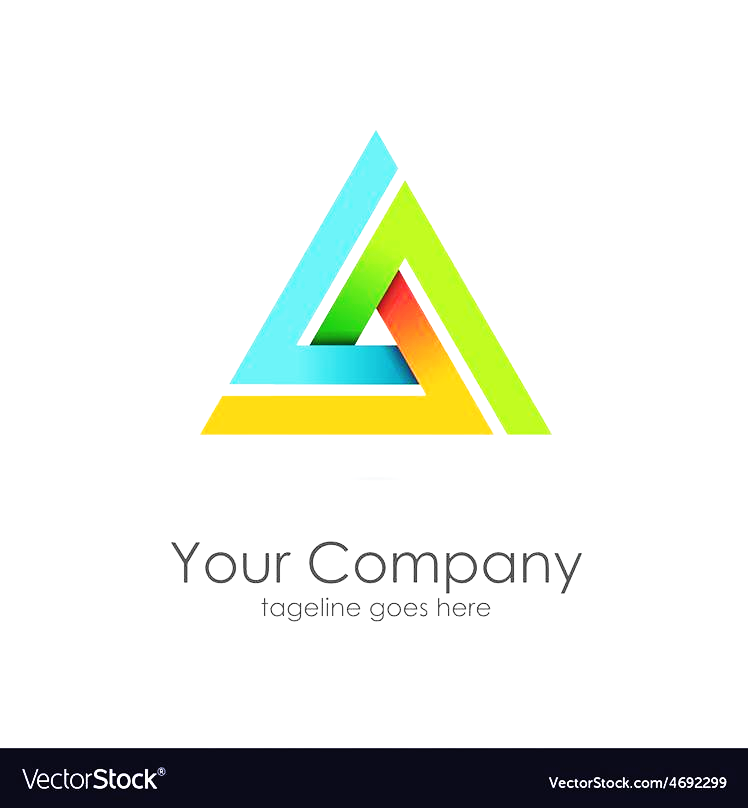 Your Company
tageline goes here
VectorStock®
VectorStock.com/4692299